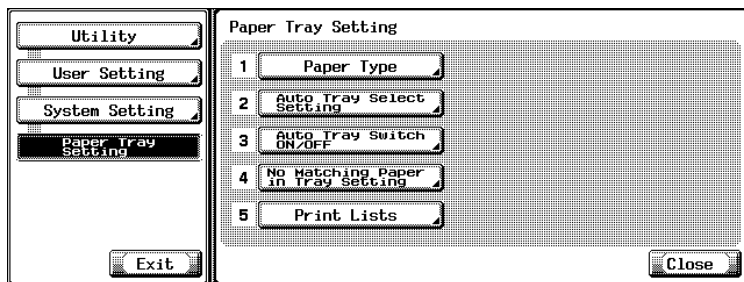 Utility
User Setting
System Setting
Paper Tray
Setting
Exit
Paper Tray Setting
1 Paper Type
2 Auto Tray Select
Setting
3 Auto Tray Switch
ON/OFF
4 No Matching Paper
in Tray Setting
5 Print Lists
Close